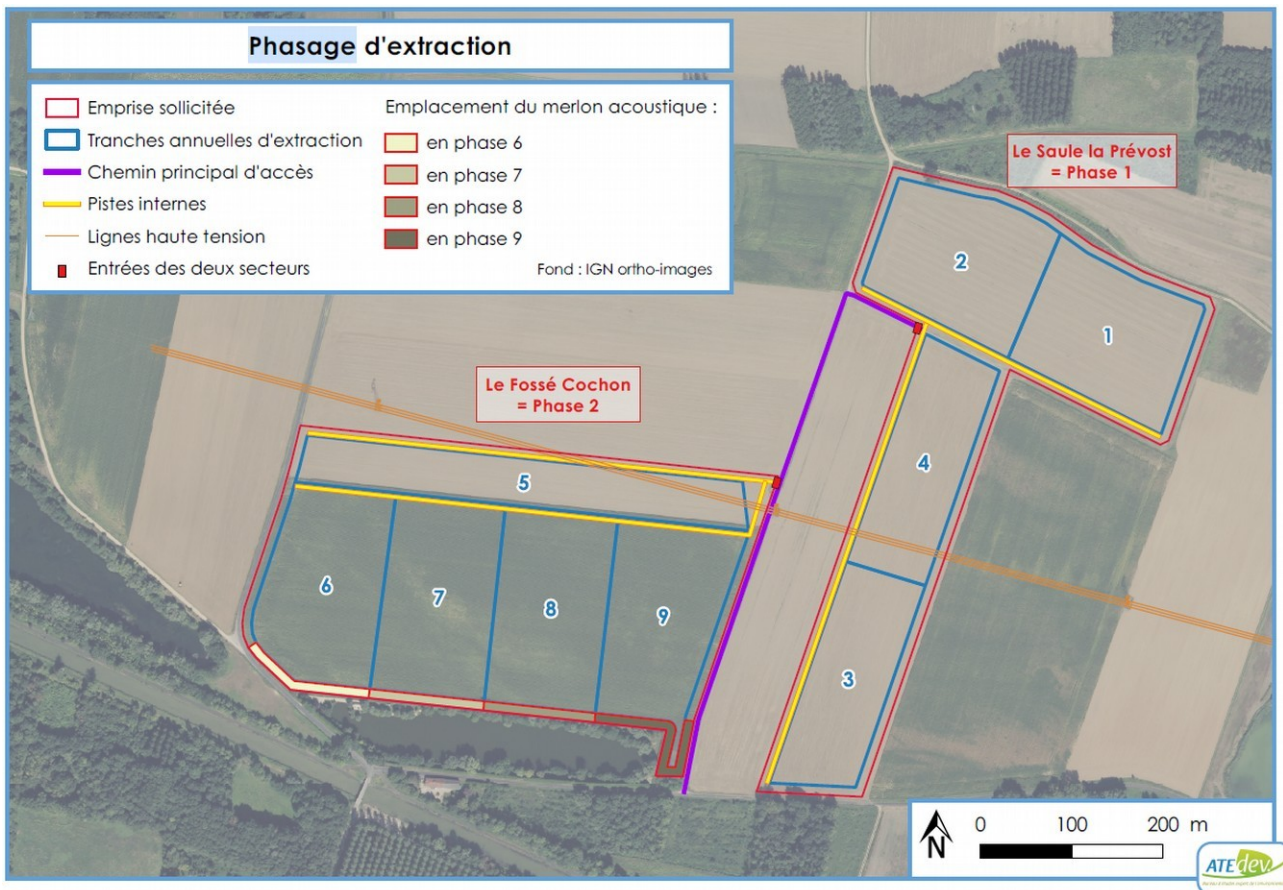 Phasage d'extraction
Emprise sollicitée
Tranches annuelles d'extraction
Chemin principal d'accès
Pistes internes
Lignes haute tension
Entrées des deux secteurs
Emplacement du merlon acoustique :
en phase 6
en phase 7
en phase 8
en phase 9
Fond : IGN ortho-images
Le Saule la Prévost
= Phase 1
2
1
Le Fossé Cochon
= Phase 2
4
5
6
7
8
9
3
N
0 100 200 m
ATEdev